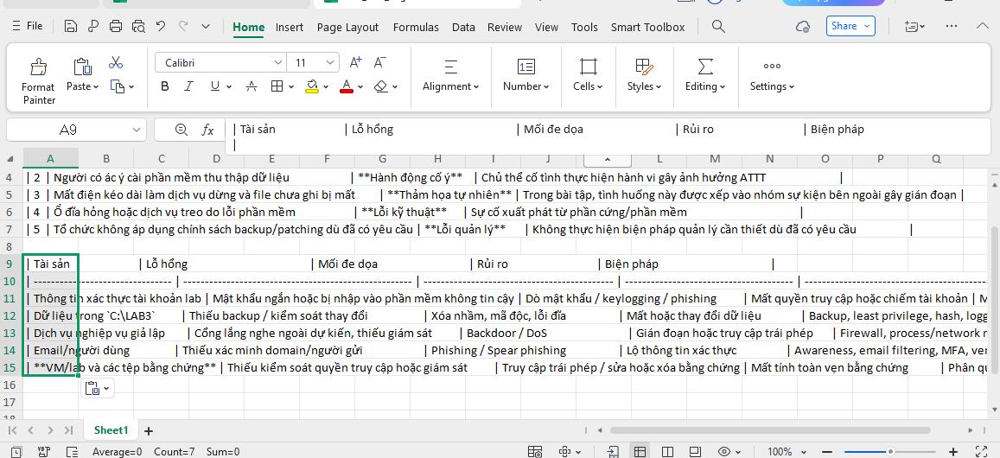 File Home Insert Page Layout Formulas Data Review View Tools Smart Toolbox Share
Calibri 11
Format Painter Paste B I U A Alignment Number Cells Styles Editing Settings
A9 fx | Tài sản | Lỗ hổng | Mối đe dọa | Rủi ro | Biện pháp
|
A B C D E F G H I J L M N O P Q
4 | 2 | Người có ác ý cài phần mềm thu thập dữ liệu | **Hành động cố ý** | Chủ thể cố tình thực hiện hành vi gây ảnh hưởng ATTT |
5 | 3 | Mất điện kéo dài làm dịch vụ dừng và file chưa ghi bị mất | **Thảm họa tự nhiên** | Trong bài tập, tình huống này được xếp vào nhóm sự kiện bên ngoài gây gián đoạn |
6 | 4 | Ổ đĩa hỏng hoặc dịch vụ treo do lỗi phần mềm | **Lỗi kỹ thuật** | Sự cố xuất phát từ phần cứng/phần mềm |
7 | 5 | Tổ chức không áp dụng chính sách backup/patching dù đã có yêu cầu | **Lỗi quản lý** | Không thực hiện biện pháp quản lý cần thiết dù đã có yêu cầu |
8
9 | Tài sản | Lỗ hổng | Mối đe dọa | Rủi ro | Biện pháp |
10 | ------------------------------ | -------------------------------------------------- | ----------------------------------------- | -------------------------------------- | ----------------------------------------
11 | Thông tin xác thực tài khoản lab | Mật khẩu ngắn hoặc bị nhập vào phần mềm không tin cậy | Dò mật khẩu / keylogging / phishing | Mất quyền truy cập hoặc chiếm tài khoản | M
12 | Dữ liệu trong `C:\LAB3` | Thiếu backup / kiểm soát thay đổi | Xóa nhầm, mã độc, lỗi đĩa | Mất hoặc thay đổi dữ liệu | Backup, least privilege, hash, logg
13 | Dịch vụ nghiệp vụ giả lập | Cổng lắng nghe ngoài dự kiến, thiếu giám sát | Backdoor / DoS | Gián đoạn hoặc truy cập trái phép | Firewall, process/network r
14 | Email/người dùng | Thiếu xác minh domain/người gửi | Phishing / Spear phishing | Lộ thông tin xác thực | Awareness, email filtering, MFA, ver
15 | **VM/lab và các tệp bằng chứng** | Thiếu kiểm soát quyền truy cập hoặc giám sát | Truy cập trái phép / sửa hoặc xóa bằng chứng | Mất tính toàn vẹn bằng chứng | Phân qu
16
17
18
Sheet1
Average=0 Count=7 Sum=0 100%